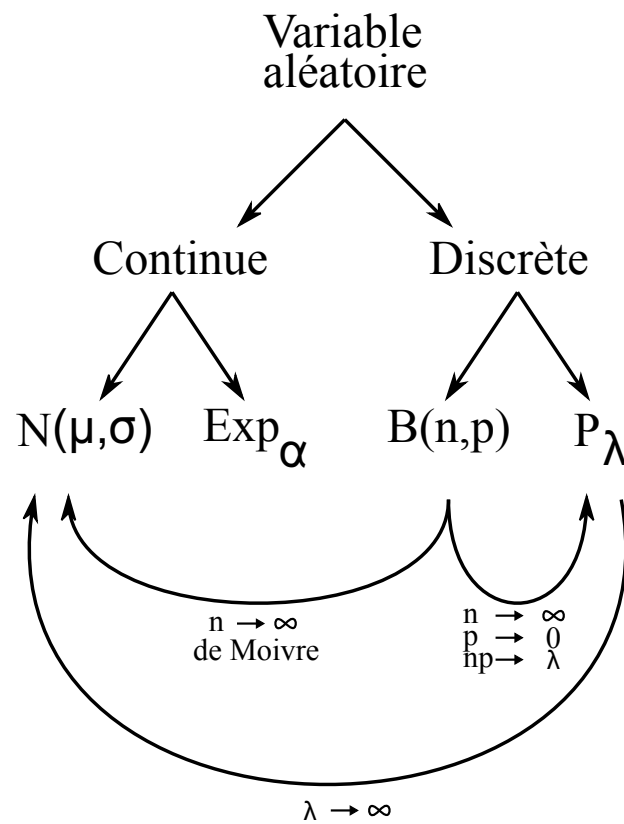 Variable
aléatoire
Continue
Discrète
N(μ,σ)
Exp_α
B(n,p)
P_λ
n → ∞
de Moivre
n → ∞
p → 0
np → λ
λ → ∞